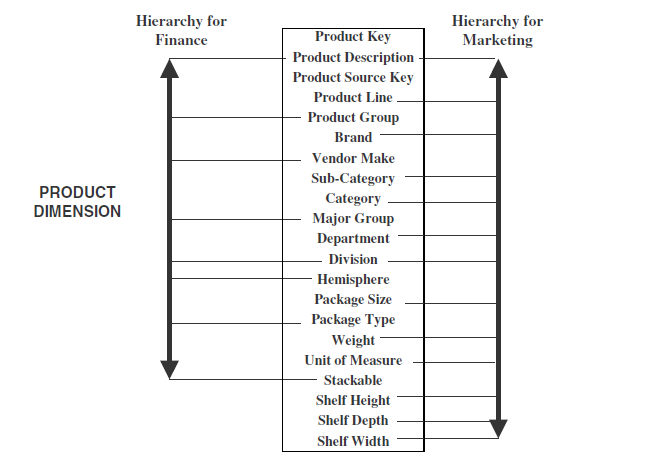 Hierarchy for
Finance
Hierarchy for
Marketing
PRODUCT
DIMENSION
Product Key
Product Description
Product Source Key
Product Line
Product Group
Brand
Vendor Make
Sub-Category
Category
Major Group
Department
Division
Hemisphere
Package Size
Package Type
Weight
Unit of Measure
Stackable
Shelf Height
Shelf Depth
Shelf Width